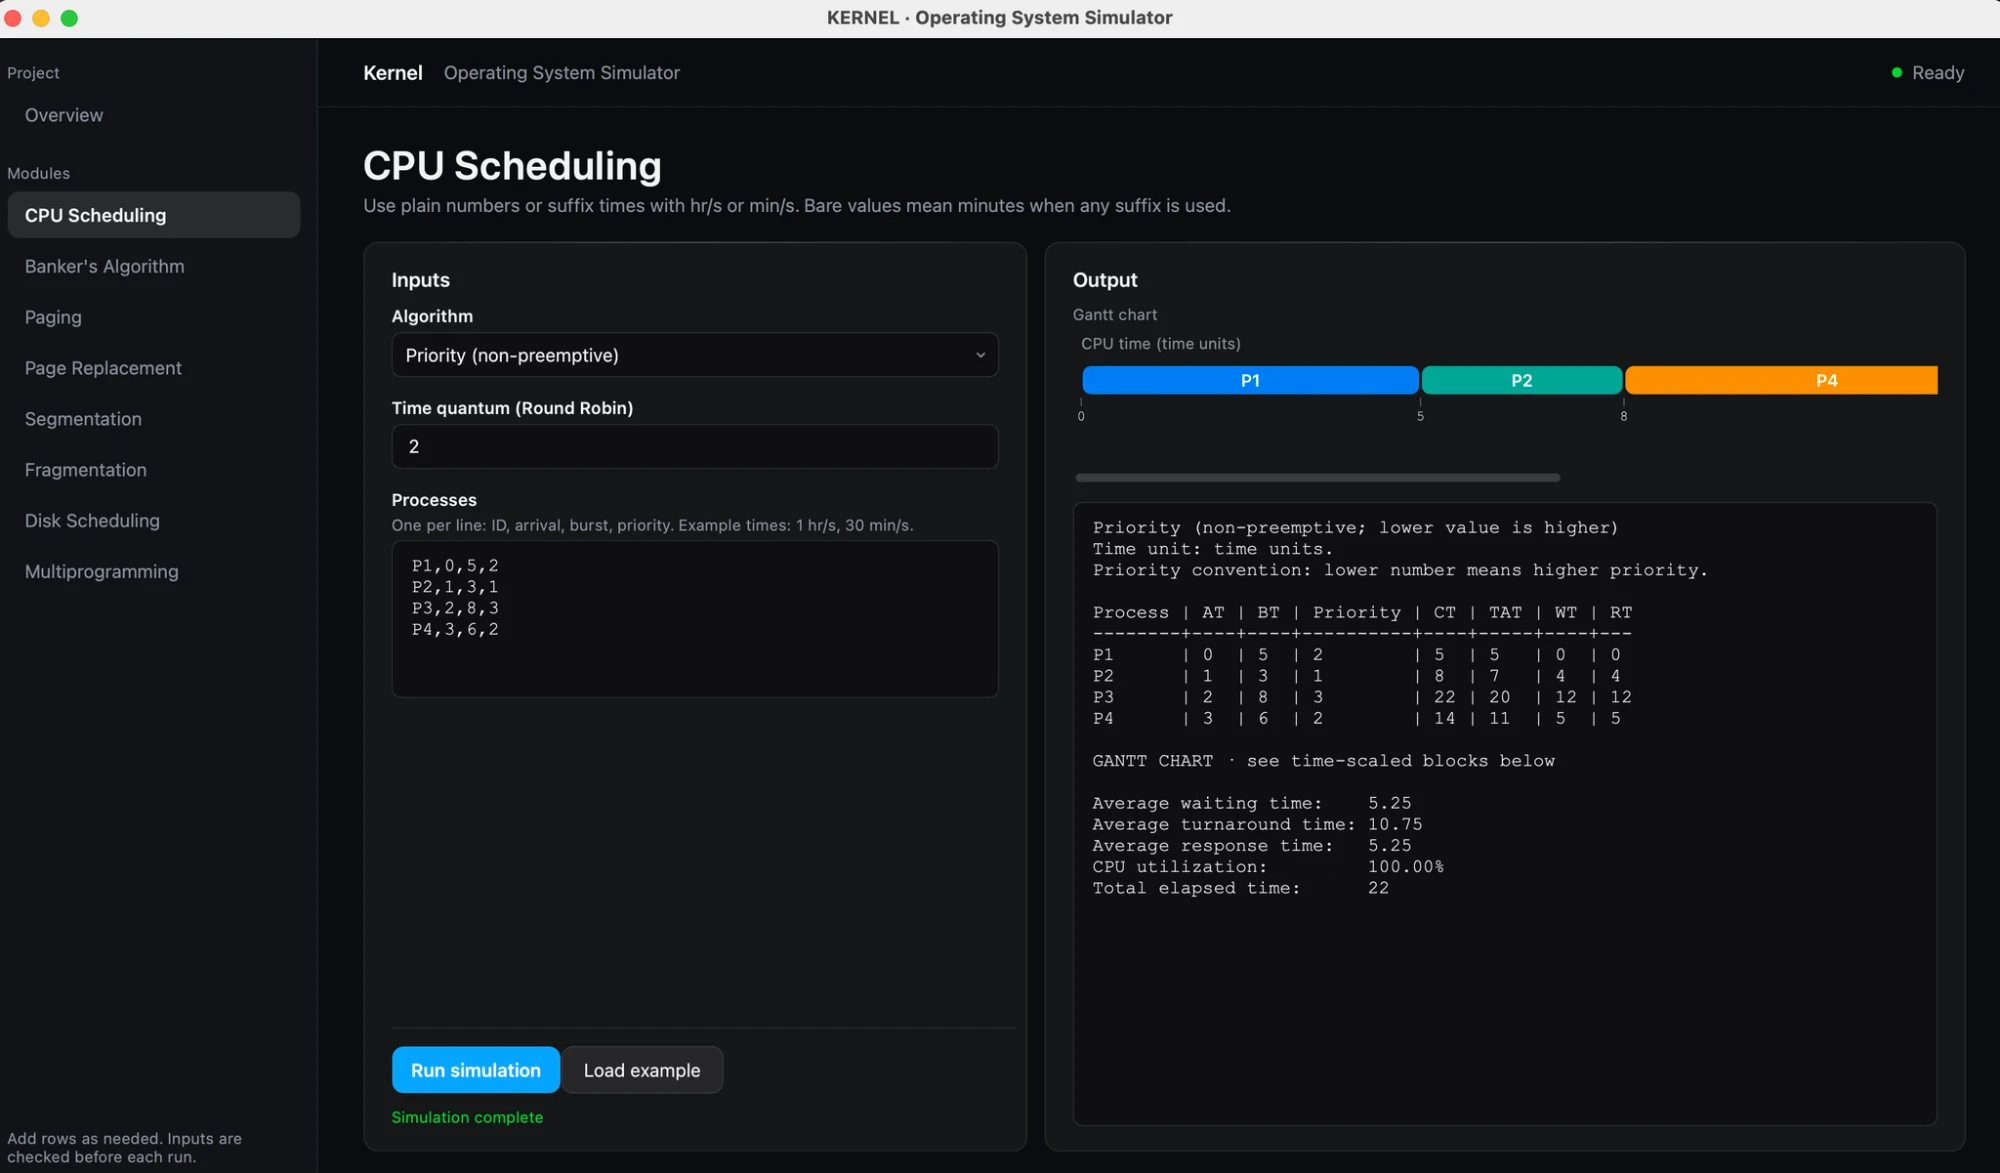 KERNEL · Operating System Simulator
Project
Overview
Modules
CPU Scheduling
Banker's Algorithm
Paging
Page Replacement
Segmentation
Fragmentation
Disk Scheduling
Multiprogramming
Add rows as needed. Inputs are
checked before each run.
Kernel Operating System Simulator
Ready
CPU Scheduling
Use plain numbers or suffix times with hr/s or min/s. Bare values mean minutes when any suffix is used.
Inputs
Algorithm
Priority (non-preemptive)
Time quantum (Round Robin)
2
Processes
One per line: ID, arrival, burst, priority. Example times: 1 hr/s, 30 min/s.
P1,0,5,2
P2,1,3,1
P3,2,8,3
P4,3,6,2
Run simulation Load example
Simulation complete
Output
Gantt chart
CPU time (time units)
P1 P2 P4
0 5 8
Priority (non-preemptive; lower value is higher)
Time unit: time units.
Priority convention: lower number means higher priority.
Process | AT | BT | Priority | CT | TAT | WT | RT
--------+----+----+----------+----+-----+----+---
P1      | 0  | 5  | 2        | 5  | 5   | 0  | 0
P2      | 1  | 3  | 1        | 8  | 7   | 4  | 4
P3      | 2  | 8  | 3        | 22 | 20  | 12 | 12
P4      | 3  | 6  | 2        | 14 | 11  | 5  | 5
GANTT CHART · see time-scaled blocks below
Average waiting time:    5.25
Average turnaround time: 10.75
Average response time:   5.25
CPU utilization:         100.00%
Total elapsed time:      22